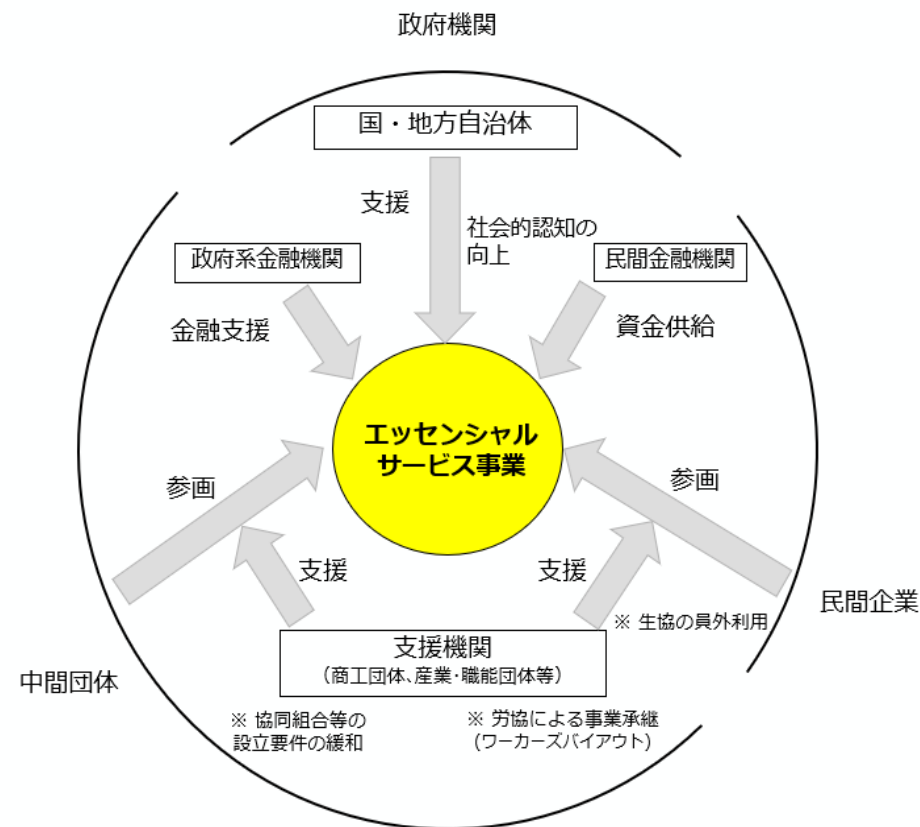 政府機関
国・地方自治体
支援
社会的認知の
向上
政府系金融機関
民間金融機関
金融支援
資金供給
エッセンシャル
サービス事業
参画
参画
支援
支援
※ 生協の員外利用
民間企業
支援機関
（商工団体、産業・職能団体等）
中間団体
※ 協同組合等の
設立要件の緩和
※ 労協による事業承継
(ワーカーズバイアウト)